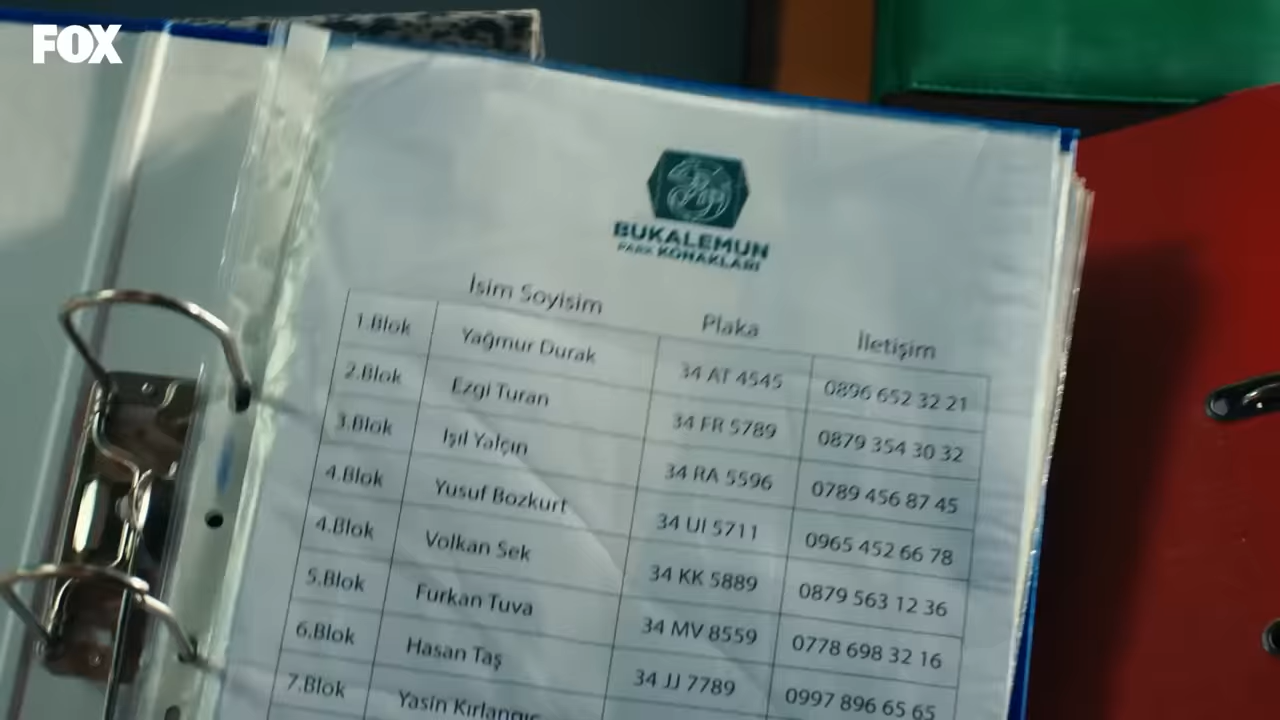 FOX
BUKALEMUN
PARK KONAKLARI
İsim Soyisim Plaka İletişim
1.Blok Yağmur Durak 34 AT 4545 0896 652 32 21
2.Blok Ezgi Turan 34 FR 5789 0879 354 30 32
3.Blok Işıl Yalçın 34 RA 5596 0789 456 87 45
4.Blok Yusuf Bozkurt 34 UI 5711 0965 452 66 78
4.Blok Volkan Sek 34 KK 5889 0879 563 12 36
5.Blok Furkan Tuva 34 MV 8559 0778 698 32 16
6.Blok Hasan Taş 34 JJ 7789 0997 896 65 65
7.Blok Yasin